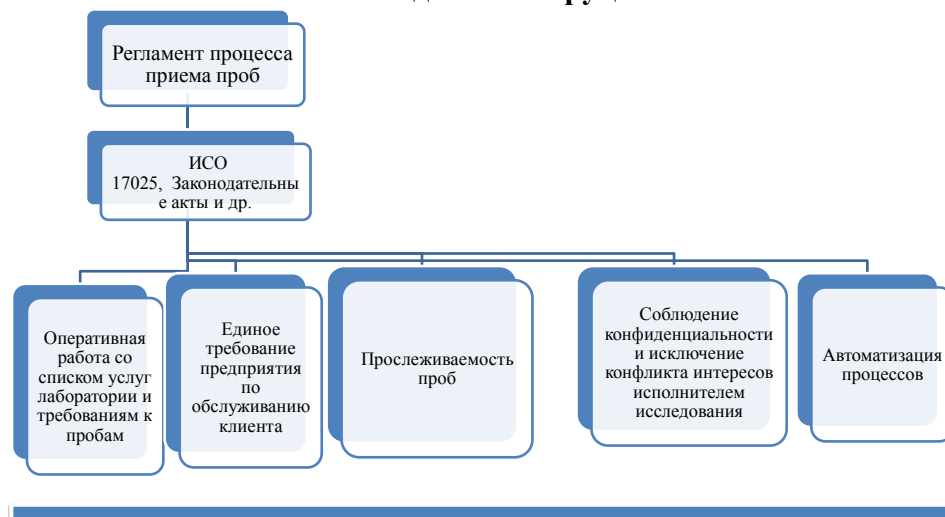 Регламент процесса
приема проб
ИСО
17025, Законодательны
е акты и др.
Оперативная
работа со
списком услуг
лаборатории и
требованиям к
пробам
Единое
требование
предприятия
по
обслуживанию
клиента
Прослеживаемость
проб
Соблюдение
конфиденциальности
и исключение
конфликта интересов
исполнителем
исследования
Автоматизация
процессов